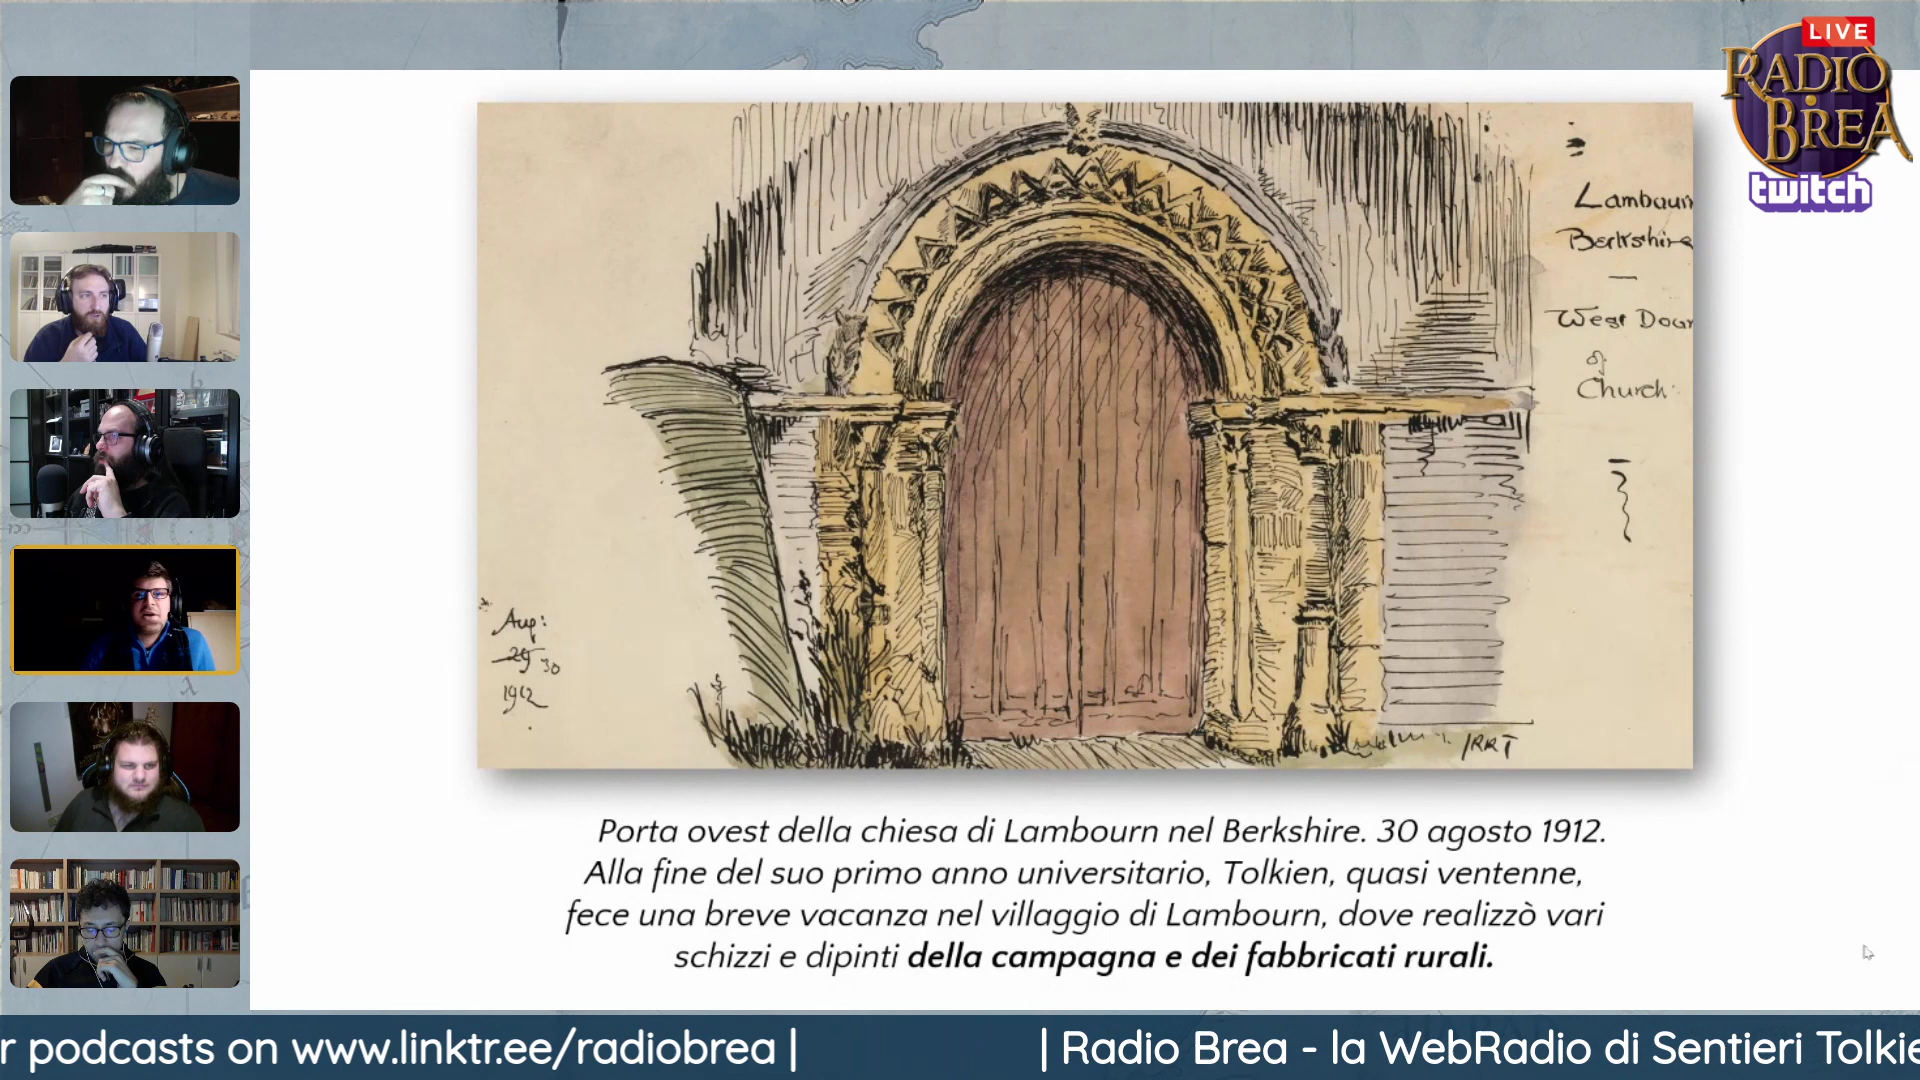 LIVE
RADIO
BREA
twitch
Lambourn
Berkshire
West Door
of
Church
Aug:
29 30
1912
JRRT
Porta ovest della chiesa di Lambourn nel Berkshire. 30 agosto 1912.
Alla fine del suo primo anno universitario, Tolkien, quasi ventenne,
fece una breve vacanza nel villaggio di Lambourn, dove realizzò vari
schizzi e dipinti della campagna e dei fabbricati rurali.
r podcasts on www.linktr.ee/radiobrea | | Radio Brea - la WebRadio di Sentieri Tolkie